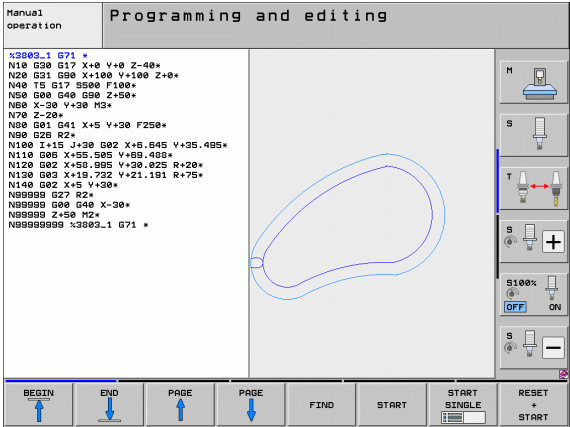 Manual
operation
Programming and editing
%3803_1 G71 *
N10 G30 G17 X+0 Y+0 Z-40*
N20 G31 G90 X+100 Y+100 Z+0*
N40 T5 G17 S500 F100*
N50 G00 G40 G90 Z+50*
N60 X-30 Y+30 M3*
N70 Z-20*
N80 G01 G41 X+5 Y+30 F250*
N90 G26 R2*
N100 I+15 J+30 G02 X+6.645 Y+35.495*
N110 G06 X+55.505 Y+69.488*
N120 G02 X+58.995 Y+30.025 R+20*
N130 G03 X+19.732 Y+21.191 R+75*
N140 G02 X+5 Y+30*
N99999 G27 R2*
N99999 G00 G40 X-30*
N99999 Z+50 M2*
N99999999 %3803_1 G71 *
M
S
T
S
+
S100%
OFF ON
S
−
BEGIN
END
PAGE
PAGE
FIND
START
START
SINGLE
RESET
+
START